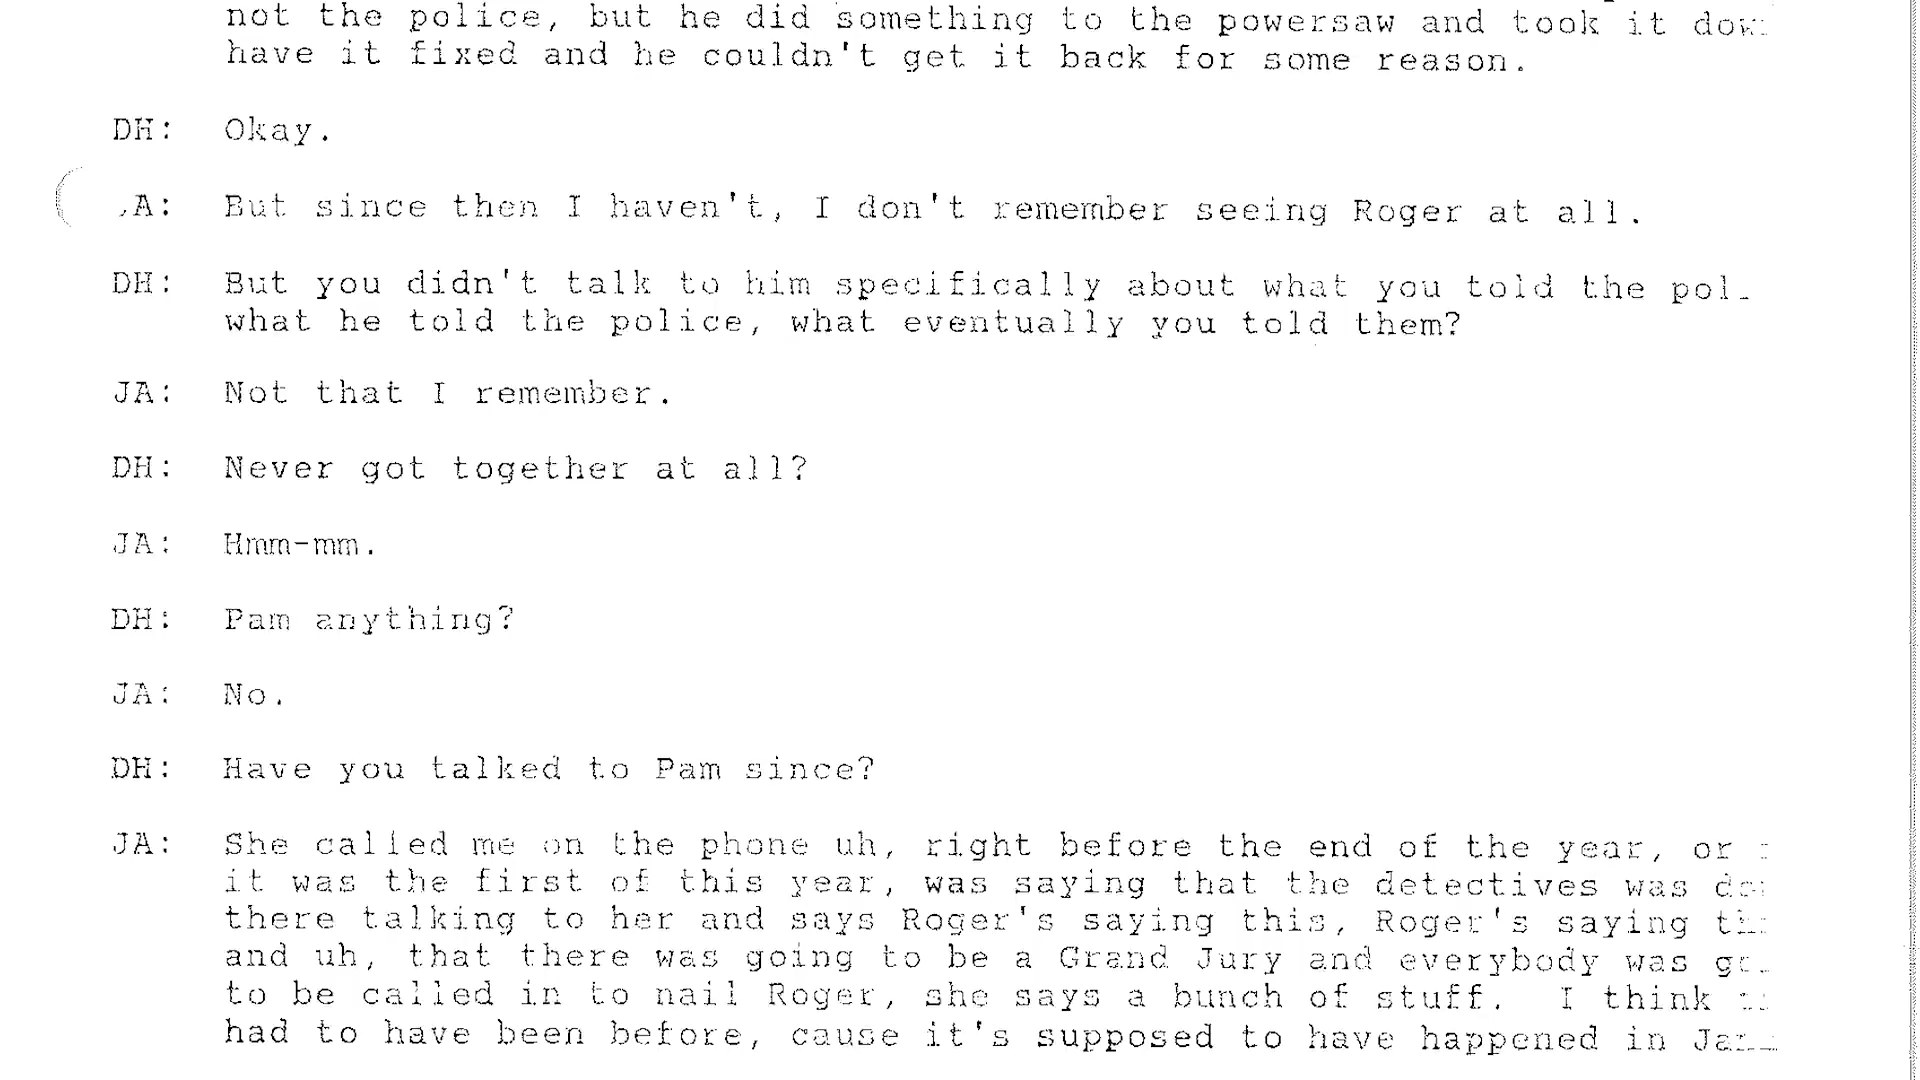 not the police, but he did something to the powersaw and took it
have it fixed and he couldn't get it back for some reason.
DH: Okay.
A: But since then I haven't, I don't remember seeing Roger at all.
DH: But you didn't talk to him specifically about what you told the
what he told the police, what eventually you told them?
JA: Not that I remember.
DH: Never got together at all?
JA: Hmm-mm.
DH: Pam anything?
JA: No.
DH: Have you talked to Pam since?
JA: She called me on the phone uh, right before the end of the year, or
it was the first of this year, was saying that the detectives was
there talking to her and says Roger's saying this, Roger's saying
and uh, that there was going to be a Grand Jury and everybody was
to be called in to nail Roger, she says a bunch of stuff. I think
had to have been before, cause it's supposed to have happened in